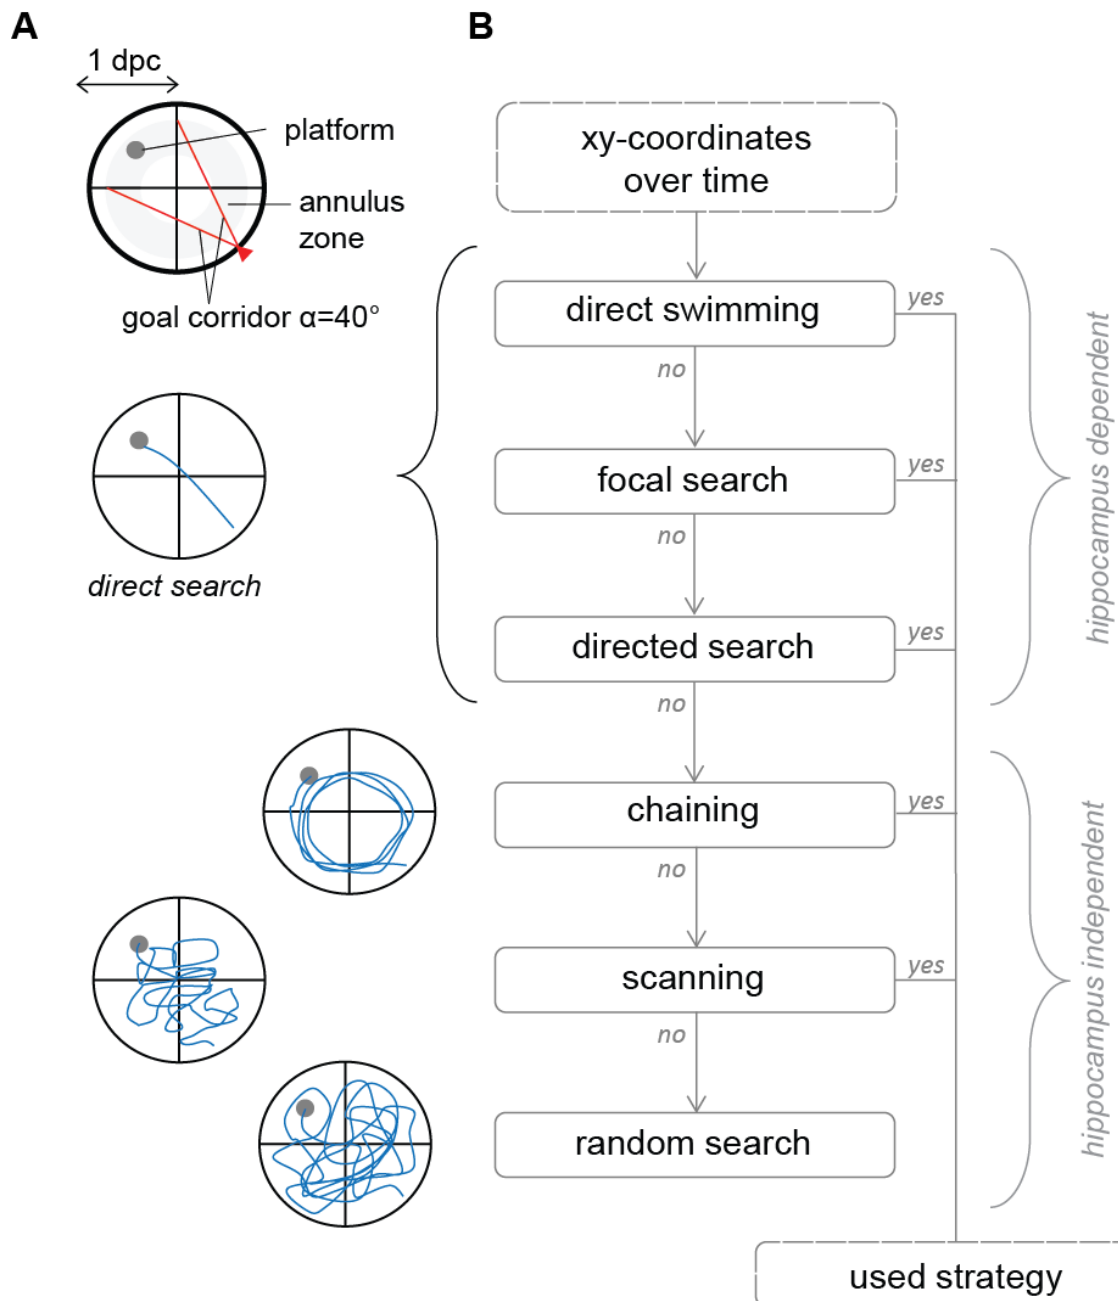 A
B
1 dpc
platform
annulus
zone
goal corridor α=40°
direct search
xy-coordinates
over time
direct swimming
yes
no
focal search
yes
no
directed search
yes
no
chaining
yes
no
scanning
yes
no
random search
used strategy
hippocampus dependent
hippocampus independent